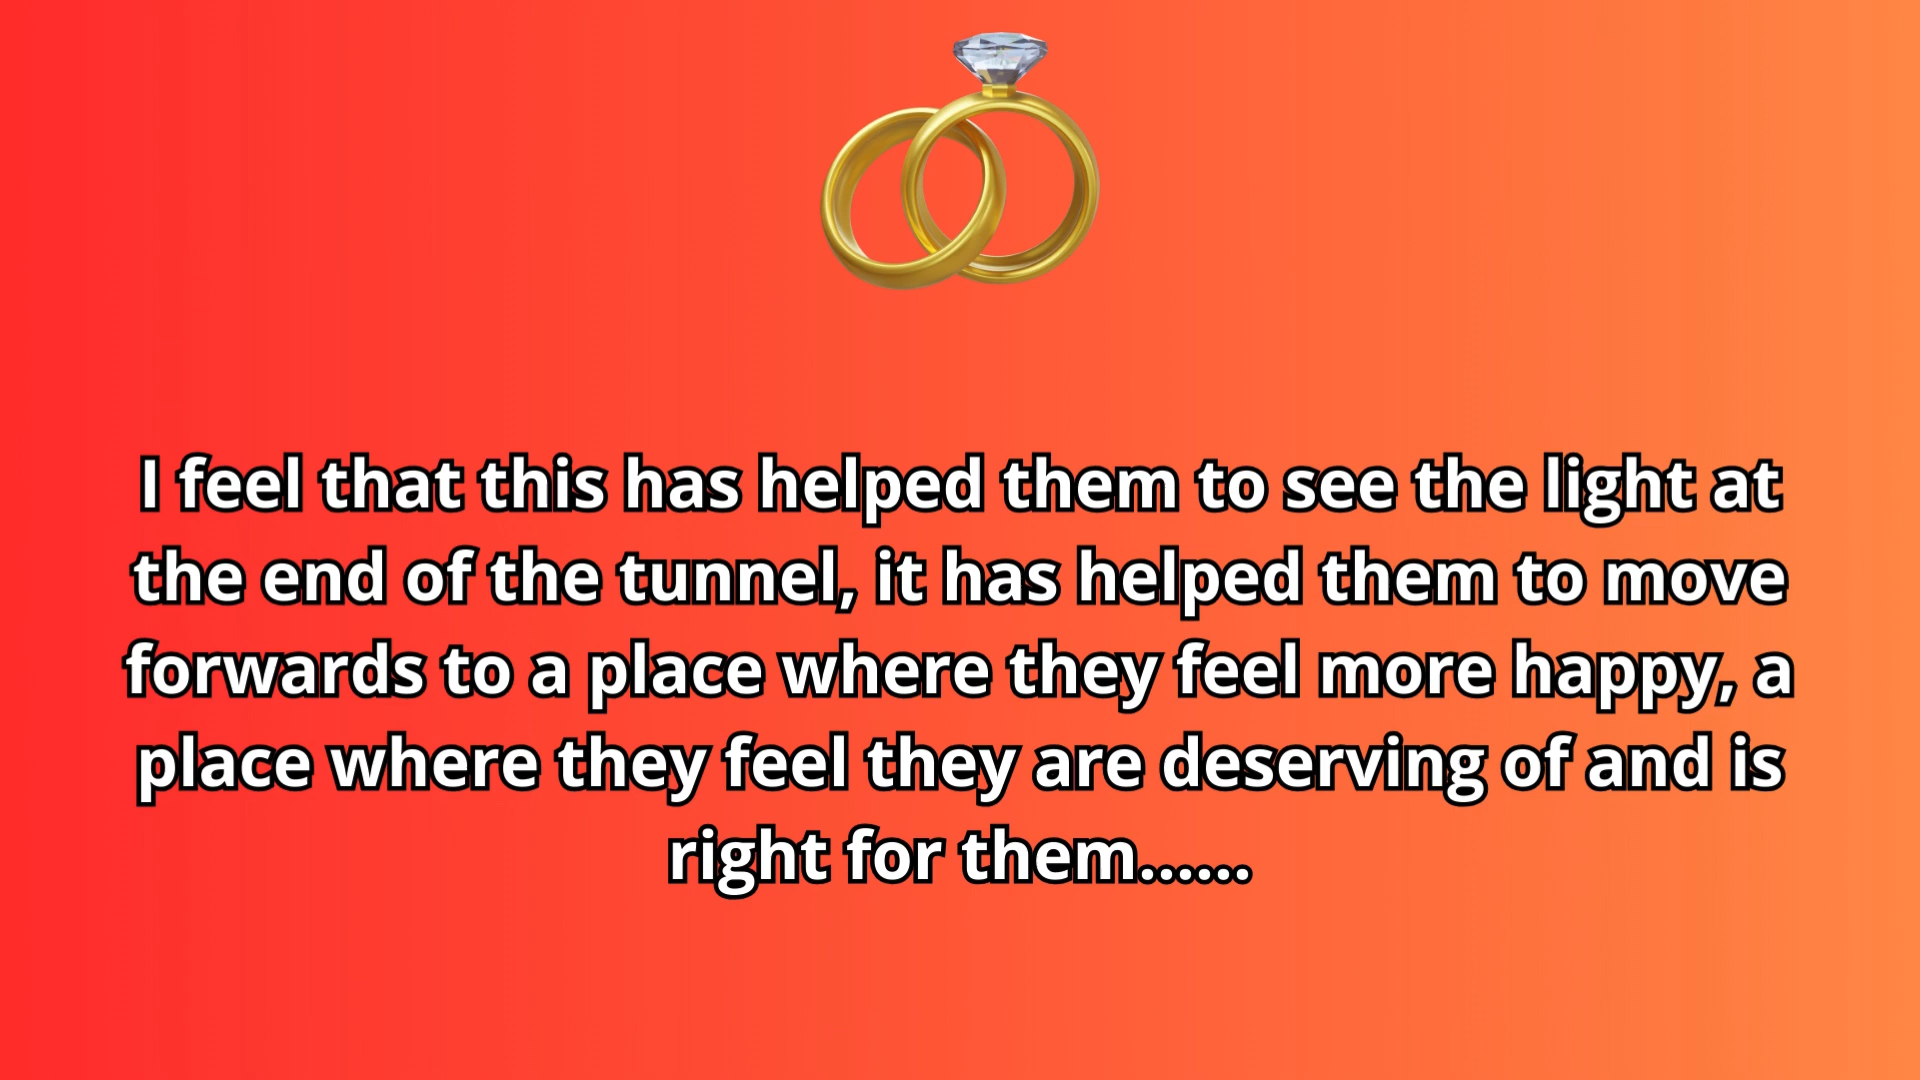 I feel that this has helped them to see the light at
the end of the tunnel, it has helped them to move
forwards to a place where they feel more happy, a
place where they feel they are deserving of and is
right for them......